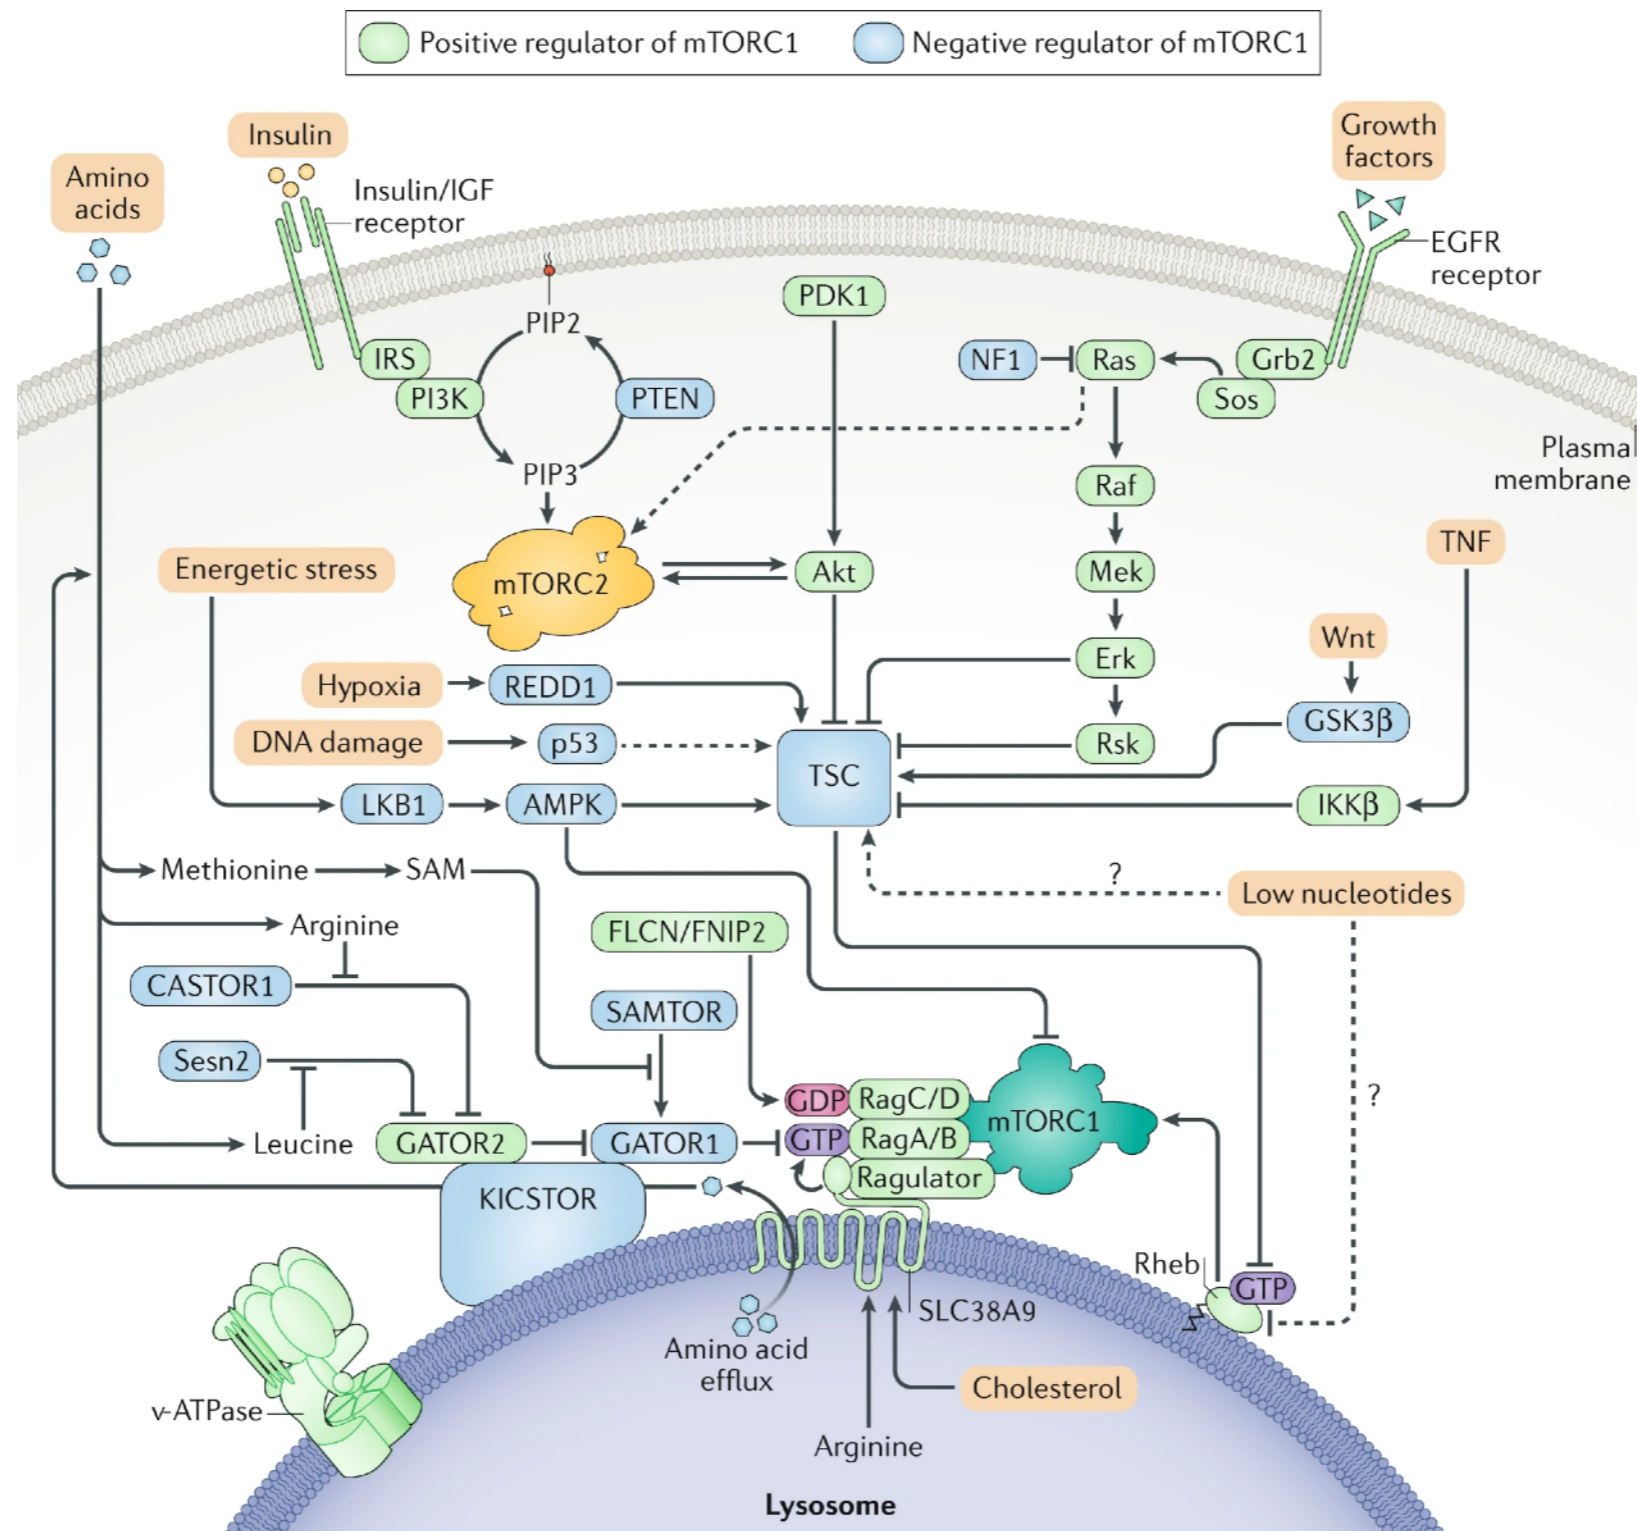 Positive regulator of mTORC1
Negative regulator of mTORC1
Insulin
Growth
factors
Amino
acids
Insulin/IGF
receptor
EGFR
receptor
PDK1
PIP2
IRS
PI3K
PTEN
NF1
Ras
Grb2
Sos
Plasma
membrane
PIP3
Raf
TNF
Energetic stress
mTORC2
Akt
Mek
Wnt
Erk
Hypoxia
REDD1
GSK3β
DNA damage
p53
TSC
Rsk
LKB1
AMPK
IKKβ
Methionine
SAM
?
Low nucleotides
Arginine
FLCN/FNIP2
CASTOR1
SAMTOR
Sesn2
GDP
RagC/D
mTORC1
?
Leucine
GATOR2
GATOR1
GTP
RagA/B
Ragulator
KICSTOR
Rheb
GTP
SLC38A9
Amino acid
efflux
Cholesterol
v-ATPase
Arginine
Lysosome